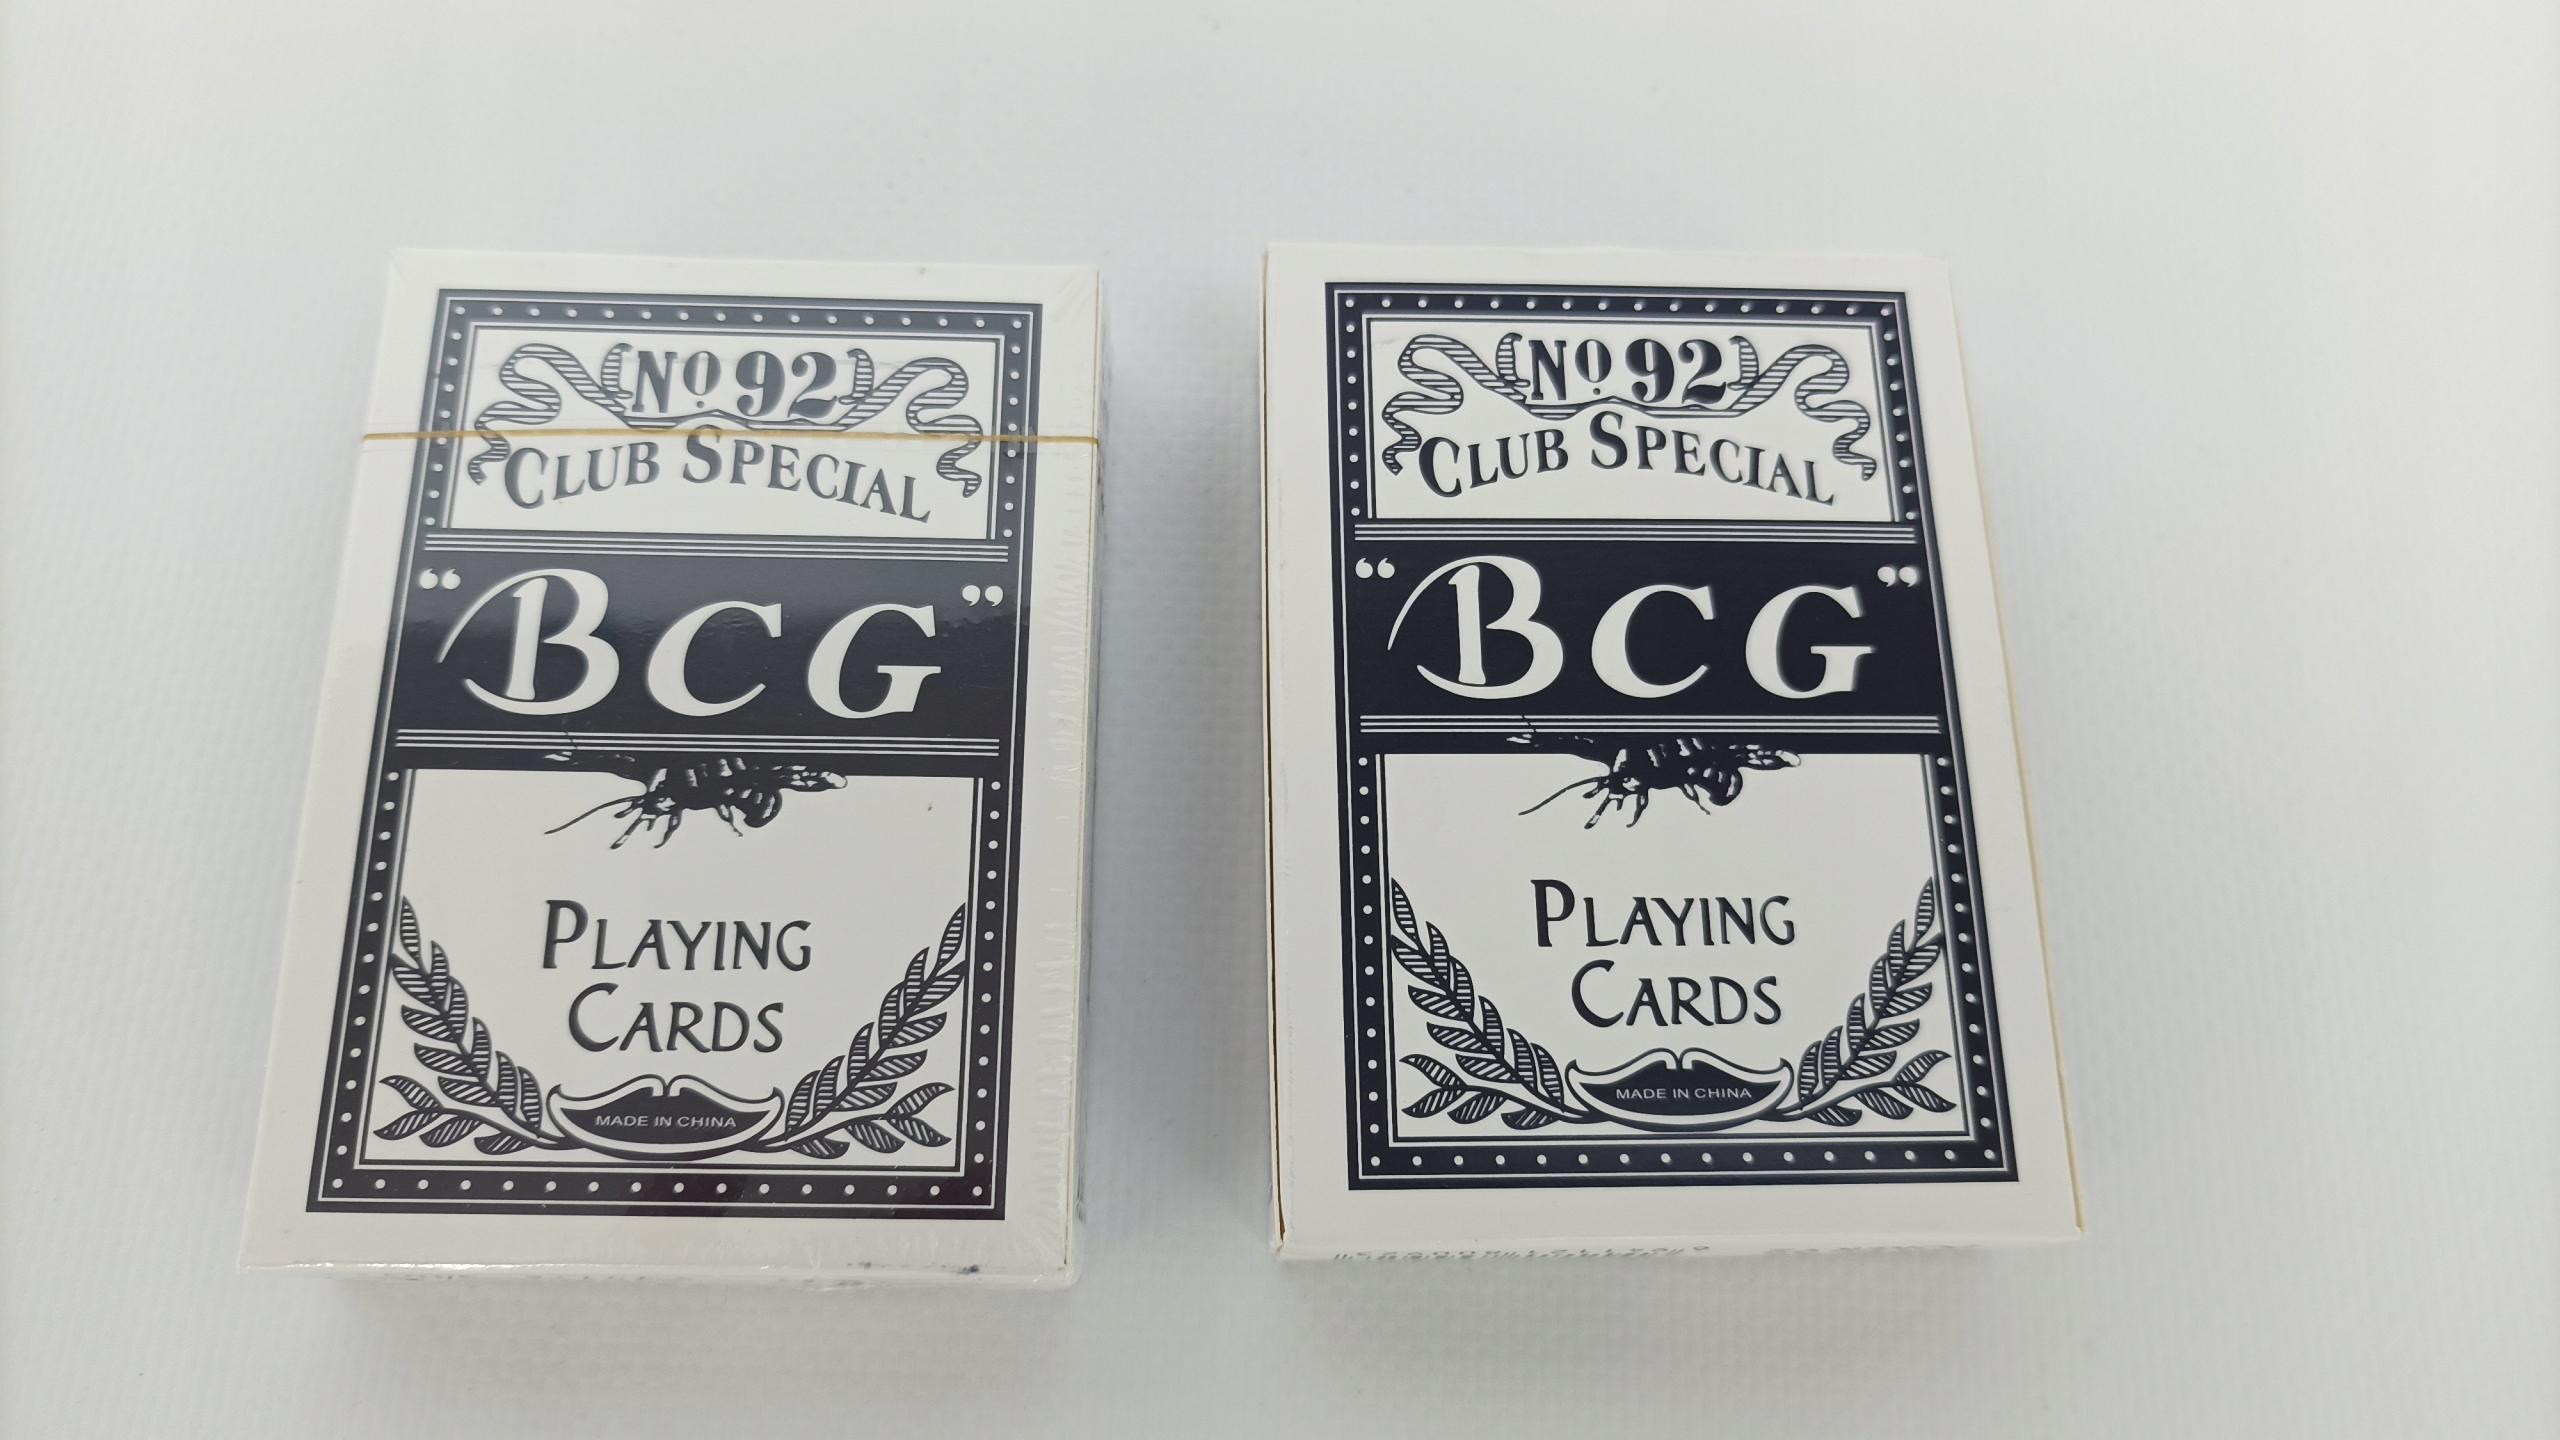 No 92
CLUB SPECIAL
“BCG”
PLAYING
CARDS
MADE IN CHINA
No 92
CLUB SPECIAL
“BCG”
PLAYING
CARDS
MADE IN CHINA